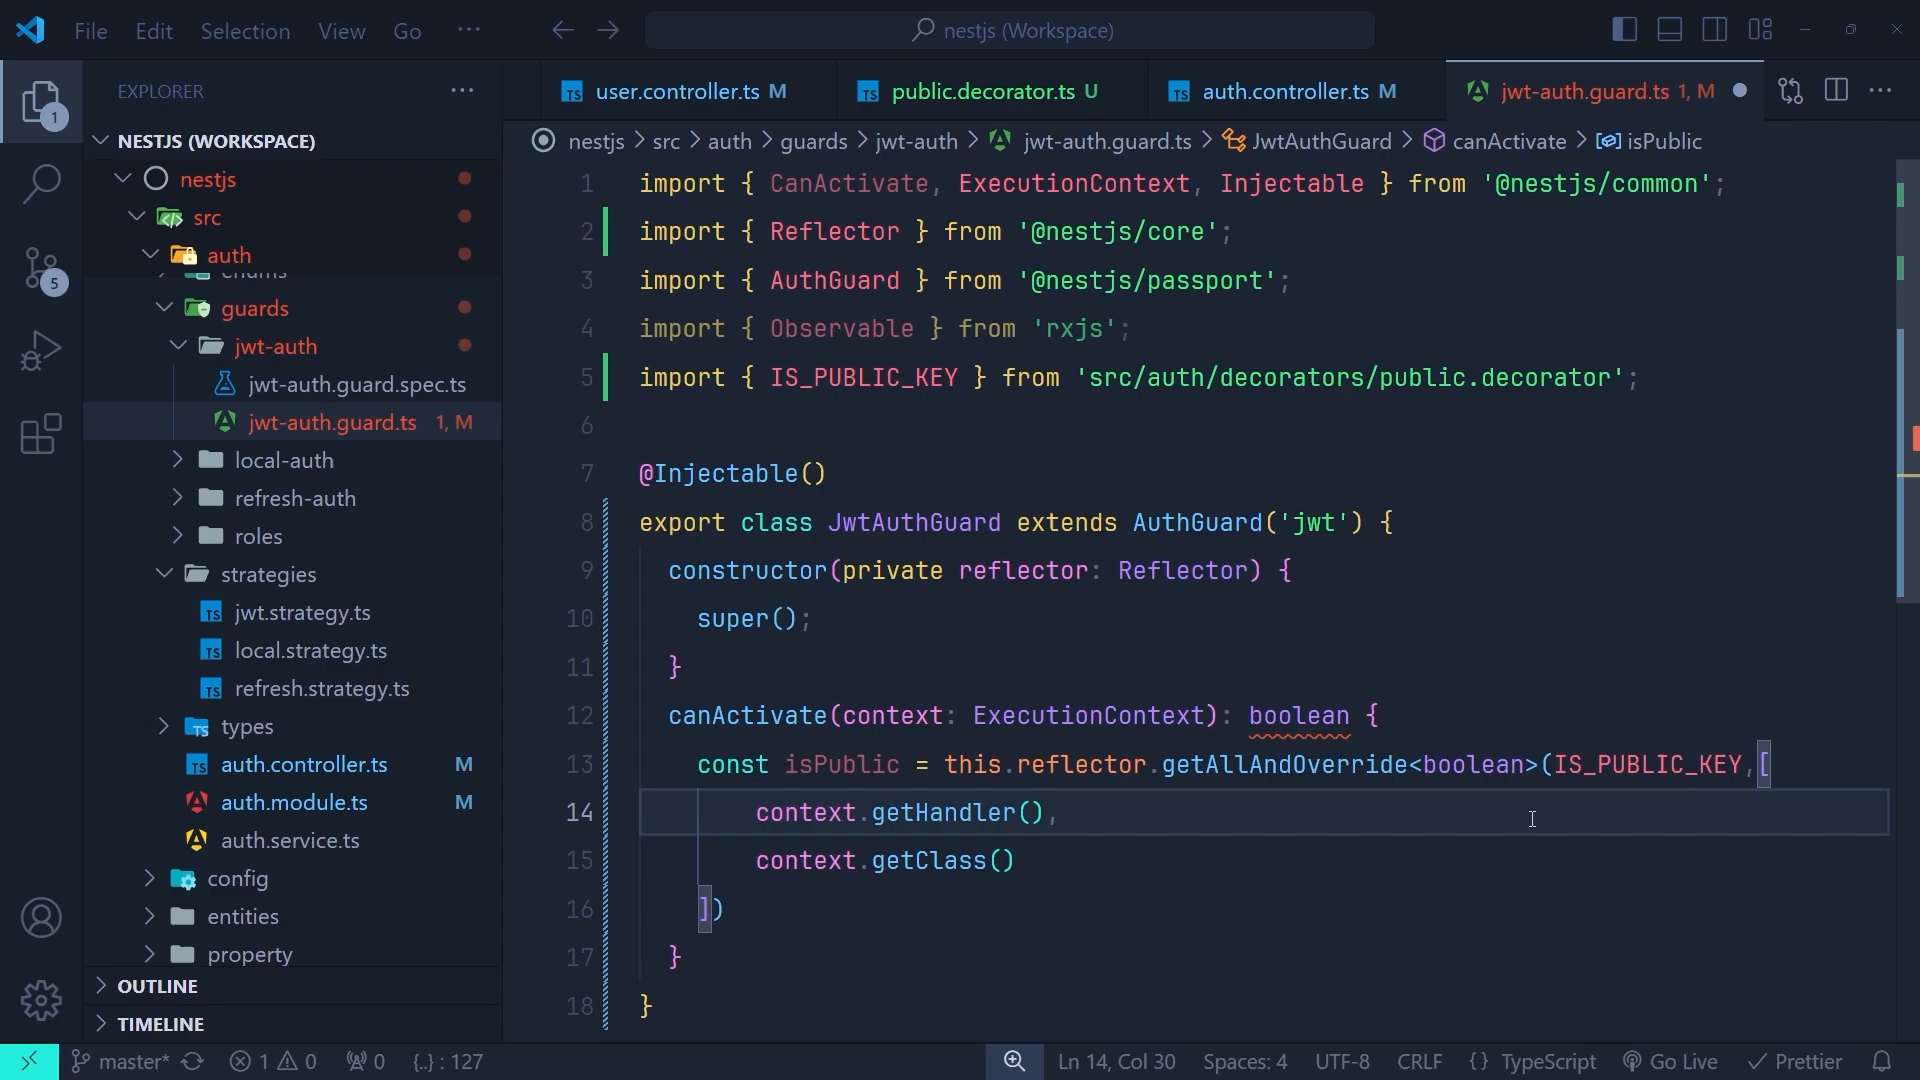 File Edit Selection View Go ··· nestjs (Workspace)
EXPLORER ···
user.controller.ts M
public.decorator.ts U
auth.controller.ts M
jwt-auth.guard.ts 1, M
nestjs > src > auth > guards > jwt-auth > jwt-auth.guard.ts > JwtAuthGuard > canActivate > isPublic
NESTJS (WORKSPACE)
nestjs
src
auth
enums
guards
jwt-auth
jwt-auth.guard.spec.ts
jwt-auth.guard.ts 1, M
local-auth
refresh-auth
roles
strategies
jwt.strategy.ts
local.strategy.ts
refresh.strategy.ts
types
auth.controller.ts M
auth.module.ts M
auth.service.ts
config
entities
property
OUTLINE
TIMELINE
1
5
1 import { CanActivate, ExecutionContext, Injectable } from '@nestjs/common';
2 import { Reflector } from '@nestjs/core';
3 import { AuthGuard } from '@nestjs/passport';
4 import { Observable } from 'rxjs';
5 import { IS_PUBLIC_KEY } from 'src/auth/decorators/public.decorator';
6
7 @Injectable()
8 export class JwtAuthGuard extends AuthGuard('jwt') {
9 constructor(private reflector: Reflector) {
10 super();
11 }
12 canActivate(context: ExecutionContext): boolean {
13 const isPublic = this.reflector.getAllAndOverride<boolean>(IS_PUBLIC_KEY,[
14 context.getHandler(),
15 context.getClass()
16 ])
17 }
18 }
master* 1 0 0 {..} : 127 Ln 14, Col 30 Spaces: 4 UTF-8 CRLF {} TypeScript Go Live Prettier